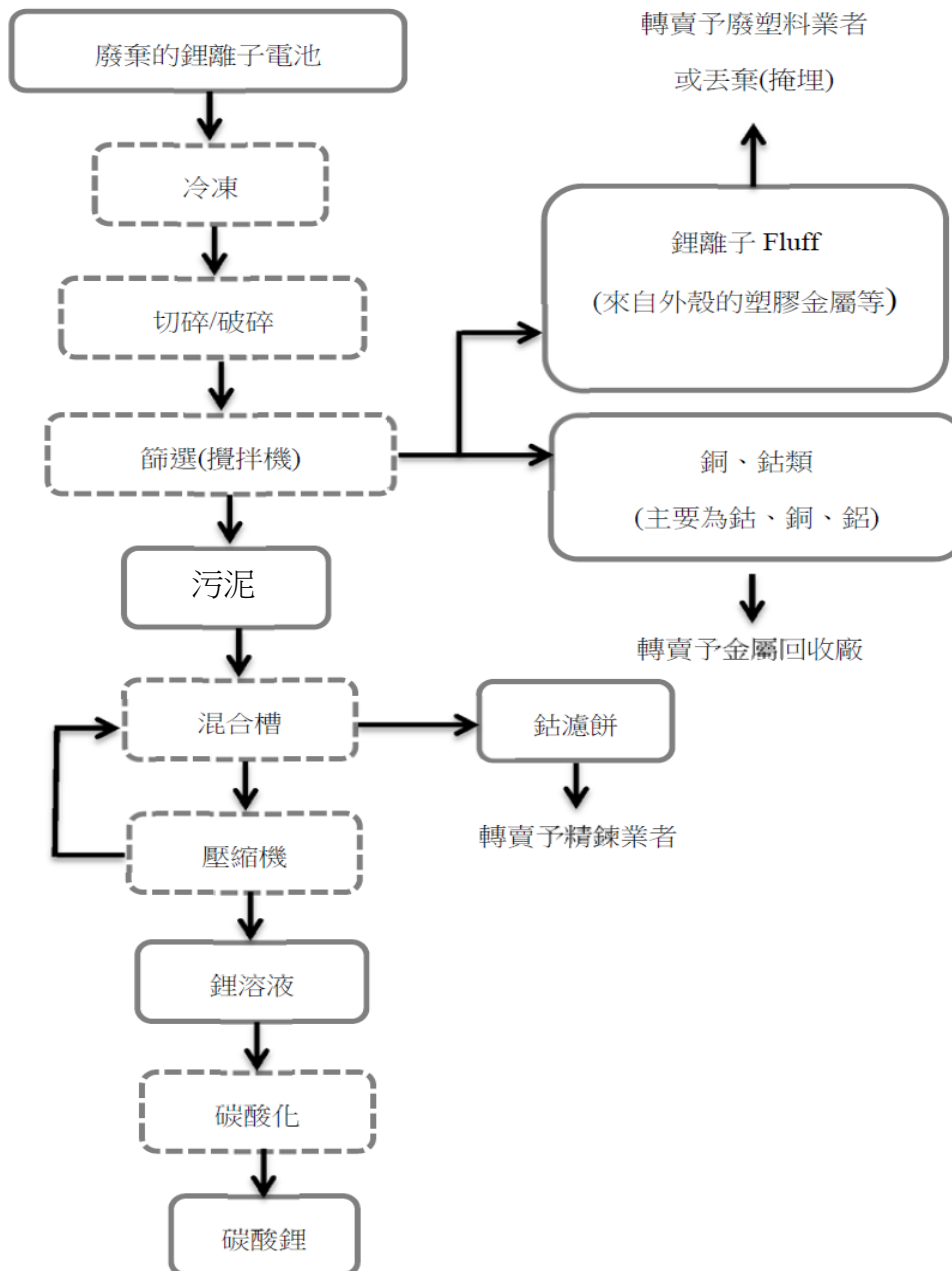 廢棄的鋰離子電池
轉賣予廢塑料業者
或丟棄(掩埋)
冷凍
鋰離子 Fluff
(來自外殼的塑膠金屬等)
切碎/破碎
篩選(攪拌機)
銅、鈷類
(主要為鈷、銅、鋁)
污泥
轉賣予金屬回收廠
混合槽
鈷濾餅
壓縮機
轉賣予精鍊業者
鋰溶液
碳酸化
碳酸鋰